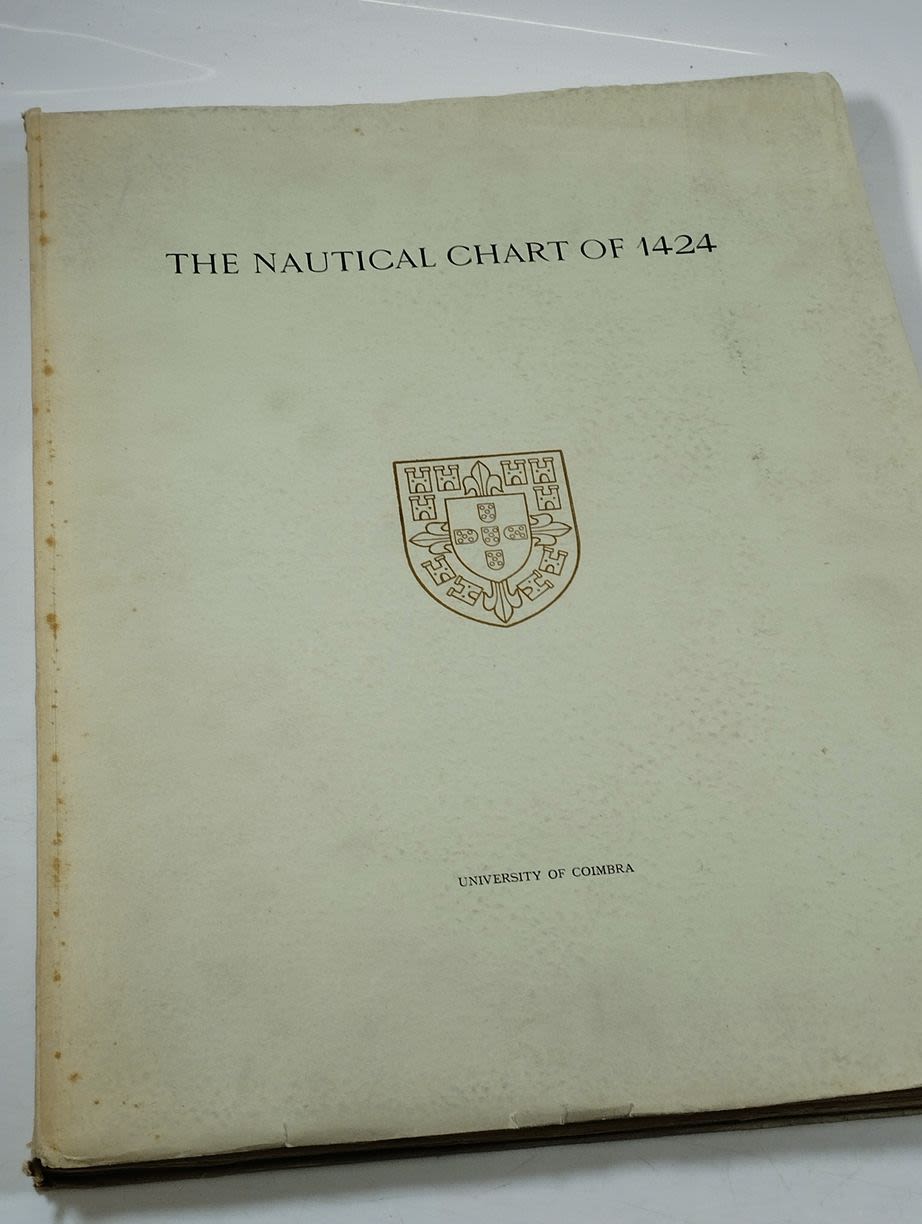 THE NAUTICAL CHART OF 1424
UNIVERSITY OF COIMBRA